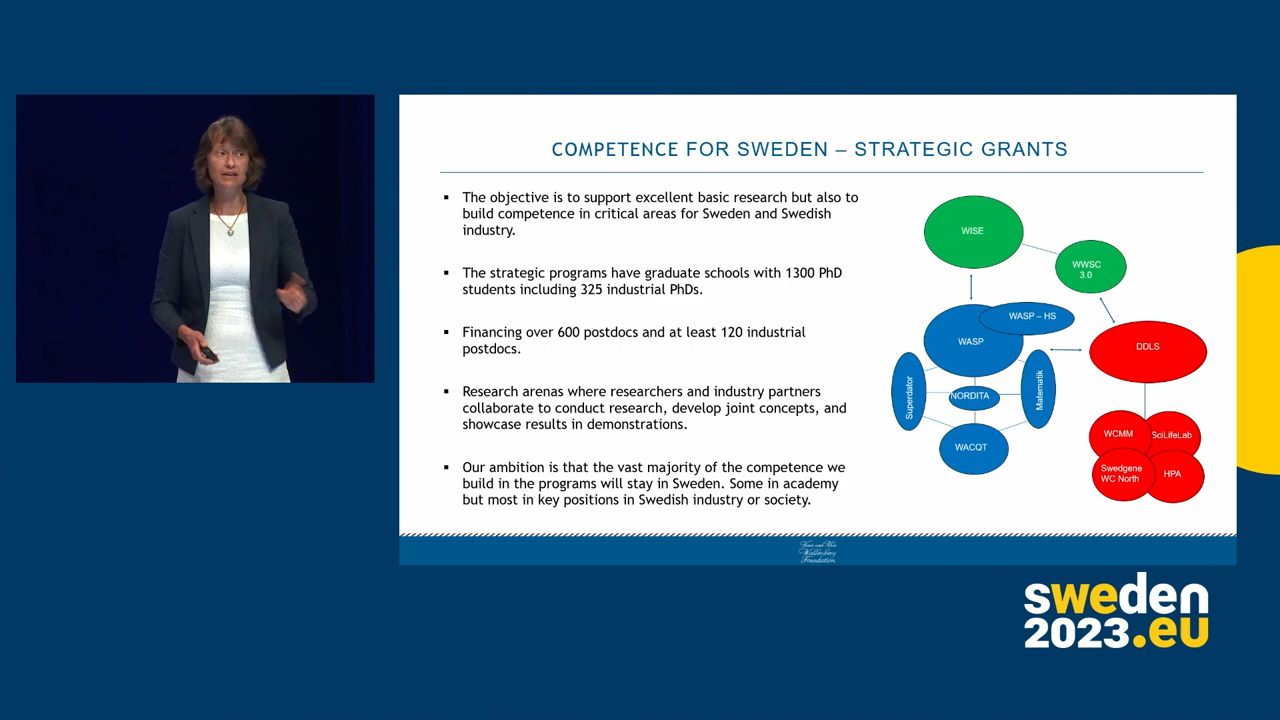 COMPETENCE FOR SWEDEN – STRATEGIC GRANTS
▪ The objective is to support excellent basic research but also to
build competence in critical areas for Sweden and Swedish
industry.
▪ The strategic programs have graduate schools with 1300 PhD
students including 325 industrial PhDs.
▪ Financing over 600 postdocs and at least 120 industrial
postdocs.
▪ Research arenas where researchers and industry partners
collaborate to conduct research, develop joint concepts, and
showcase results in demonstrations.
▪ Our ambition is that the vast majority of the competence we
build in the programs will stay in Sweden. Some in academy
but most in key positions in Swedish industry or society.
WISE
WWSC
3.0
WASP – HS
WASP
DDLS
Superdator
NORDITA
Matematik
WACQT
WCMM
SciLifeLab
Swedgene
WC North
HPA
Knut and Alice
Wallenberg
Foundation
sweden
2023.eu